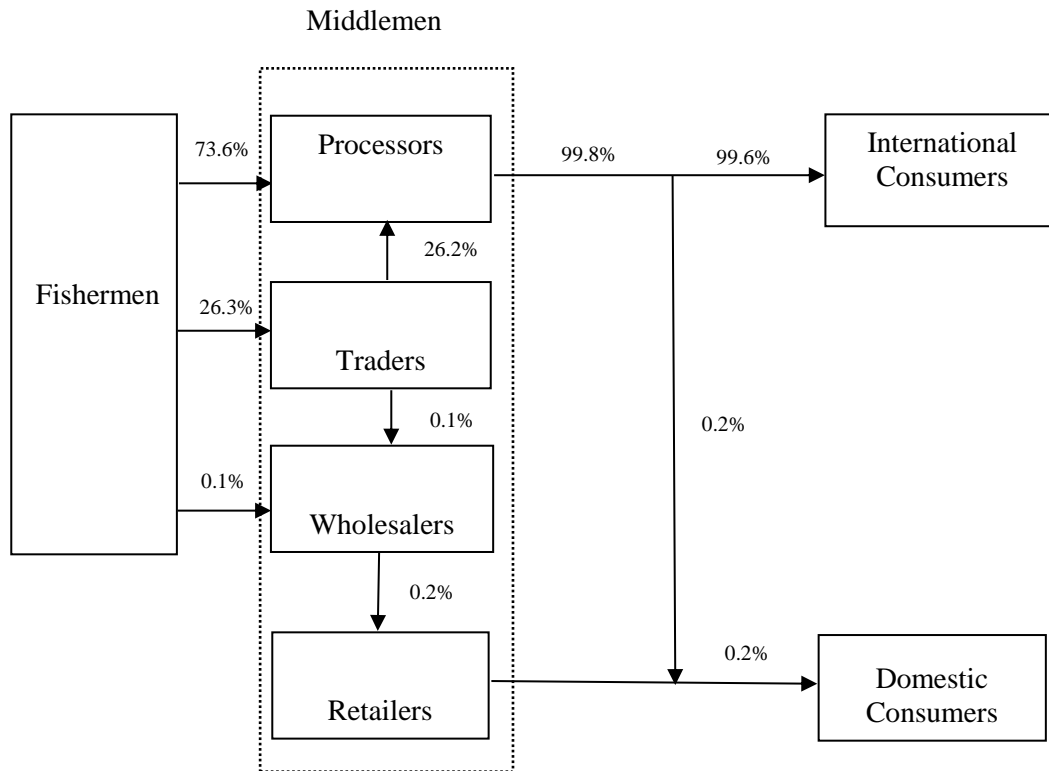 Middlemen
Processors
International
Consumers
73.6%
99.8%
99.6%
26.2%
Fishermen
26.3%
Traders
0.1%
0.2%
0.1%
Wholesalers
0.2%
0.2%
Retailers
Domestic
Consumers